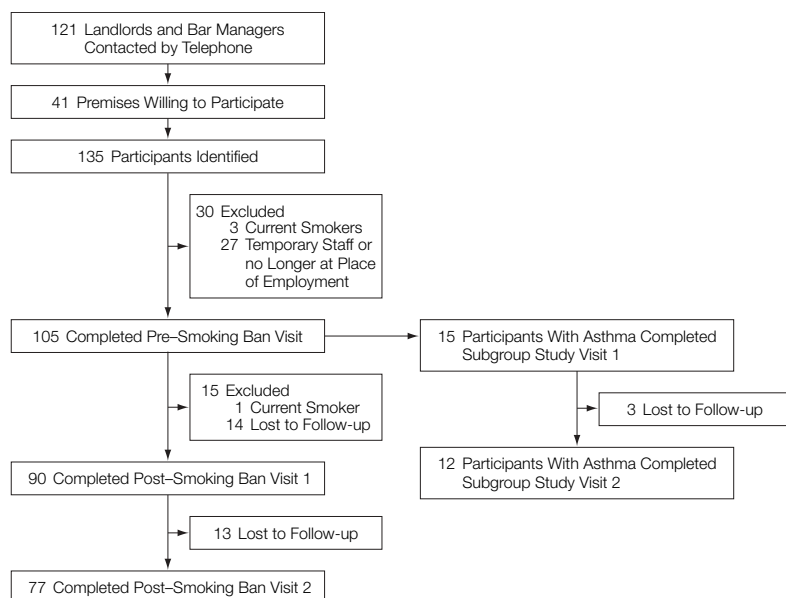 121 Landlords and Bar Managers
Contacted by Telephone
41 Premises Willing to Participate
135 Participants Identified
30 Excluded
3 Current Smokers
27 Temporary Staff or
no Longer at Place
of Employment
105 Completed Pre–Smoking Ban Visit
15 Participants With Asthma Completed
Subgroup Study Visit 1
15 Excluded
1 Current Smoker
14 Lost to Follow-up
3 Lost to Follow-up
90 Completed Post–Smoking Ban Visit 1
12 Participants With Asthma Completed
Subgroup Study Visit 2
13 Lost to Follow-up
77 Completed Post–Smoking Ban Visit 2